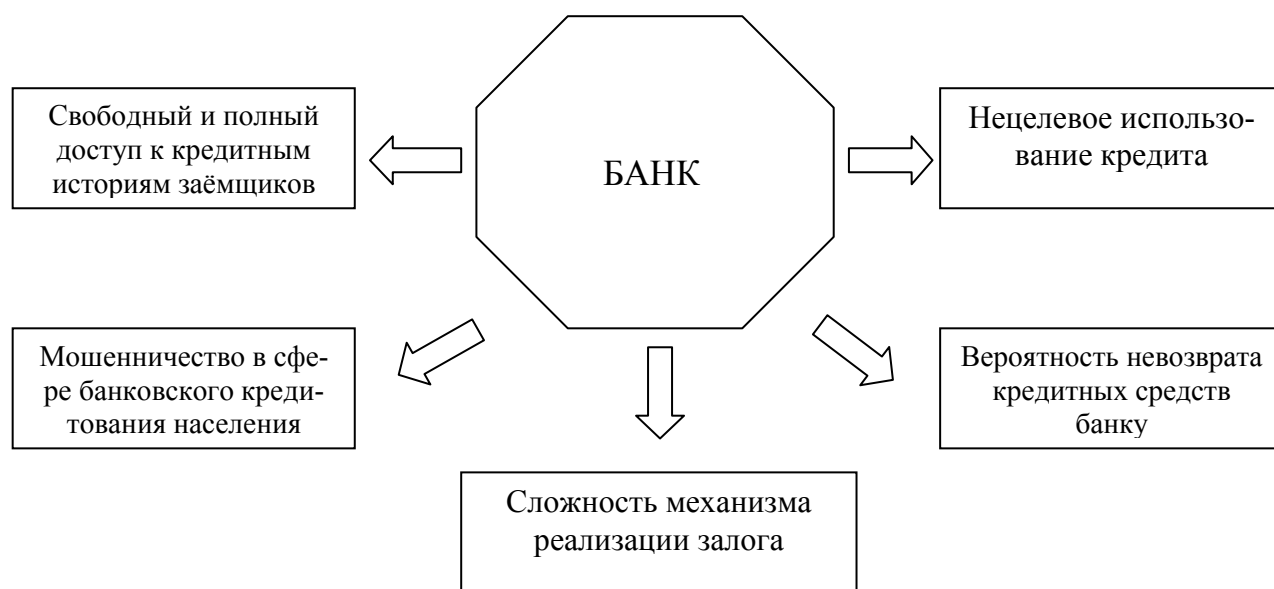 Свободный и полный
доступ к кредитным
историям заёмщиков
БАНК
Нецелевое использо-
вание кредита
Мошенничество в сфе-
ре банковского креди-
тования населения
Вероятность невозврата
кредитных средств
банку
Сложность механизма
реализации залога